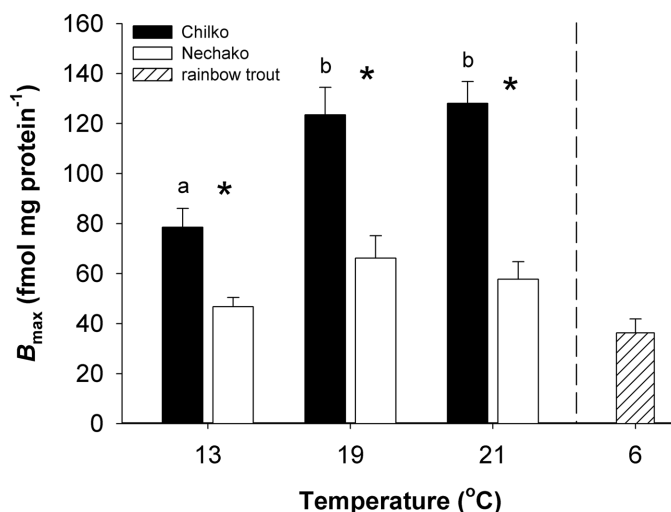 160
140
120
100
80
60
40
20
0
Bmax (fmol mg protein⁻¹)
Chilko
Nechako
rainbow trout
a
*
b
*
b
*
13
19
21
6
Temperature (°C)